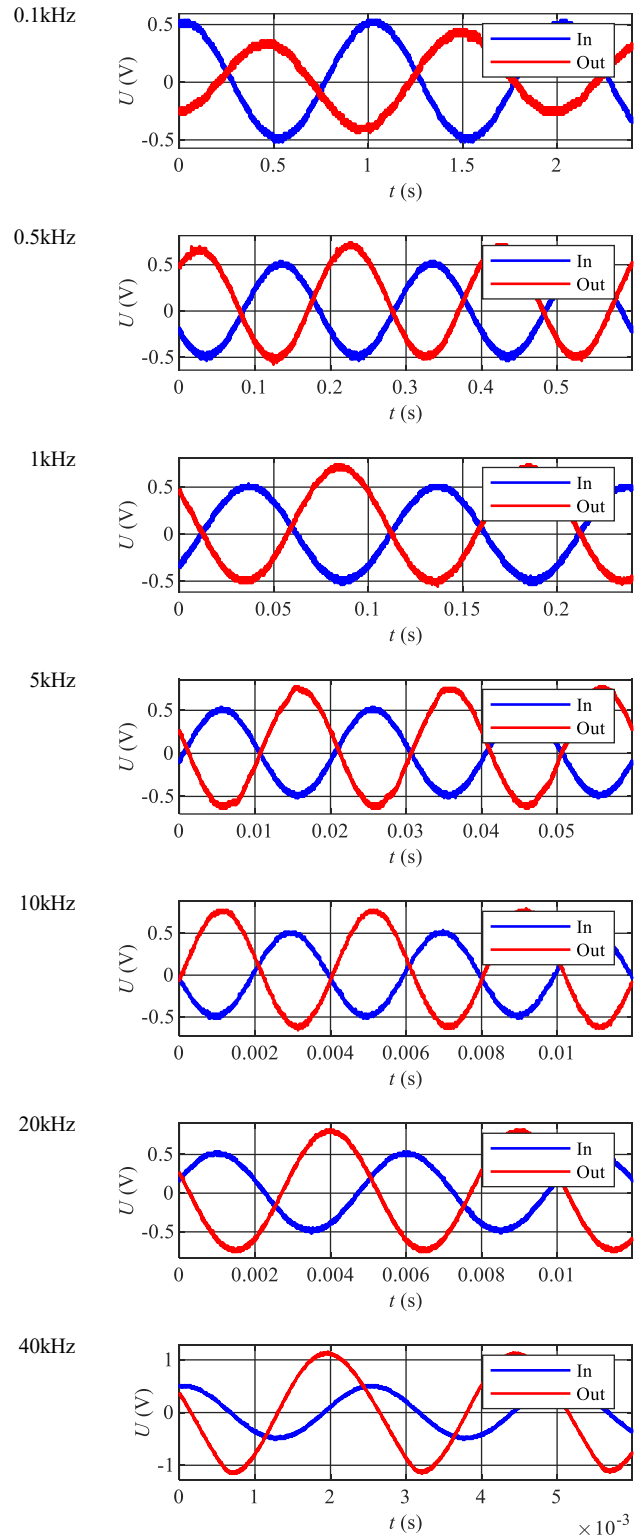 0.1kHz
U (V)
0.5
0
-0.5
In
Out
0 0.5 1 1.5 2
t (s)
0.5kHz
U (V)
0.5
0
-0.5
In
Out
0 0.1 0.2 0.3 0.4 0.5
t (s)
1kHz
U (V)
0.5
0
-0.5
In
Out
0 0.05 0.1 0.15 0.2
t (s)
5kHz
U (V)
0.5
0
-0.5
In
Out
0 0.01 0.02 0.03 0.04 0.05
t (s)
10kHz
U (V)
0.5
0
-0.5
In
Out
0 0.002 0.004 0.006 0.008 0.01
t (s)
20kHz
U (V)
0.5
0
-0.5
In
Out
0 0.002 0.004 0.006 0.008 0.01
t (s)
40kHz
U (V)
1
0
-1
In
Out
0 1 2 3 4 5
t (s) ×10⁻³